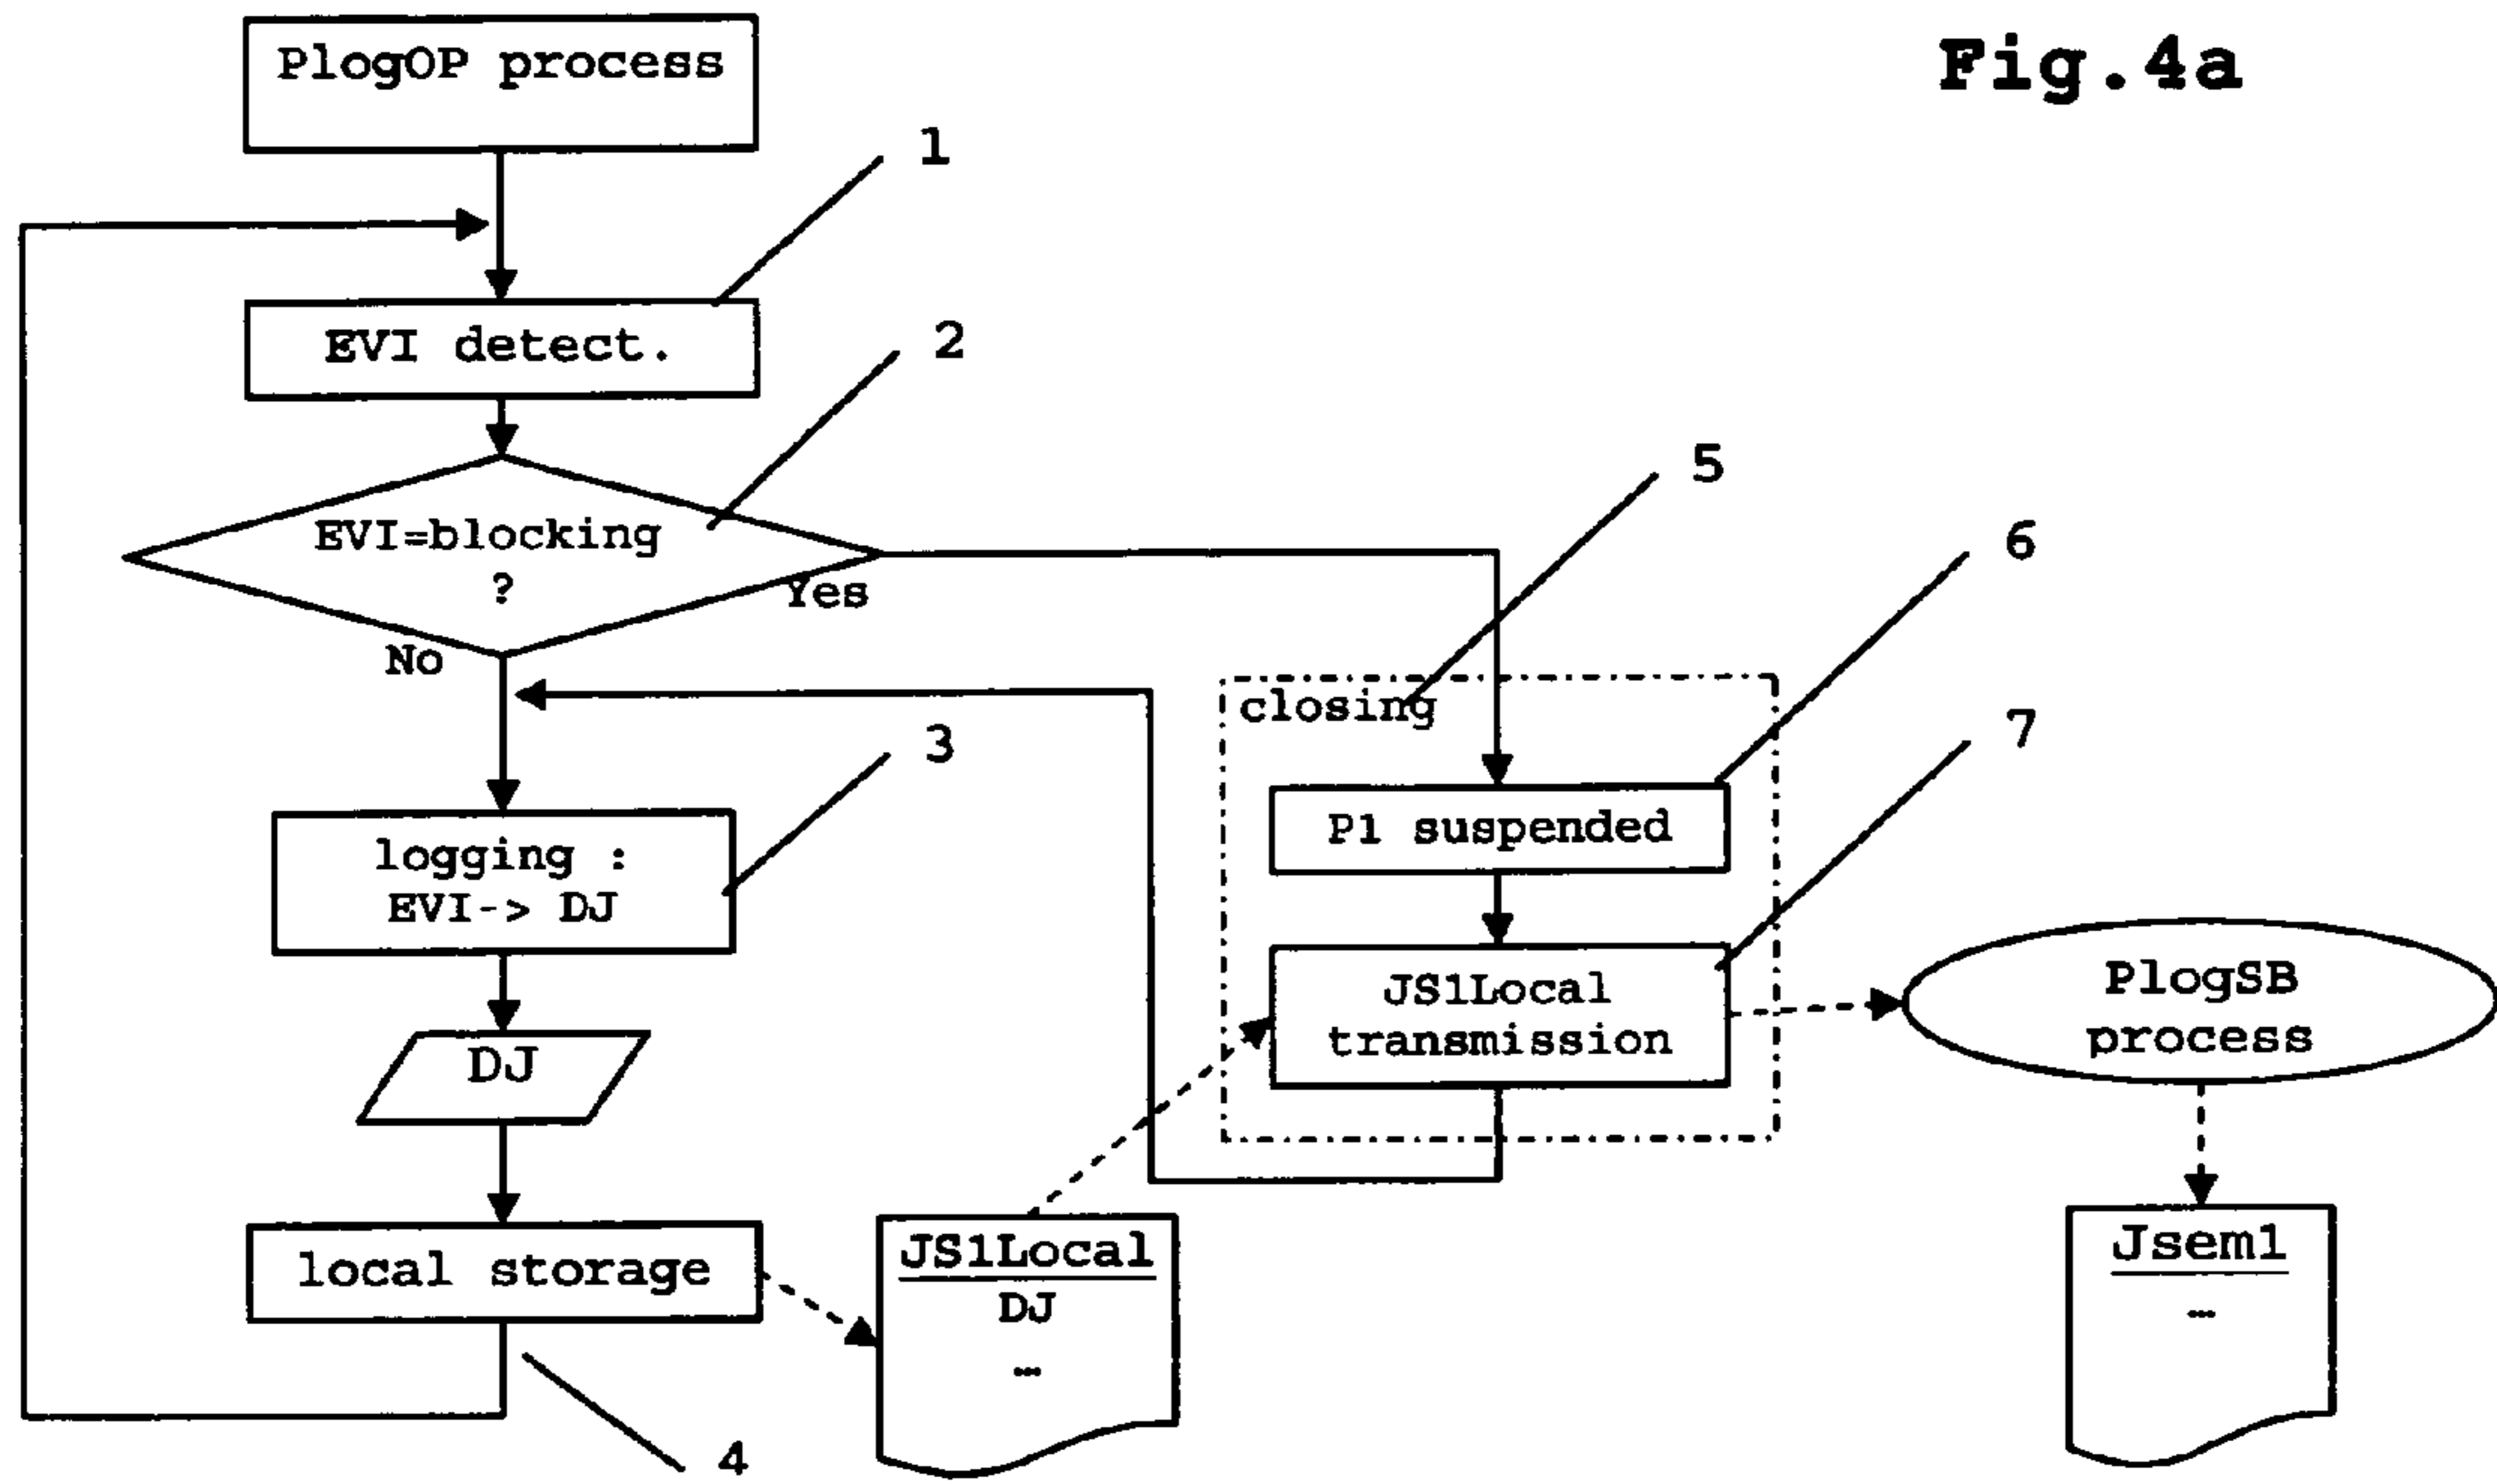 Fig.4a
PlogOP process
1
EVI detect.
2
EVI=blocking
?
Yes
No
5
6
closing
7
3
P1 suspended
logging :
EVI-> DJ
JS1Local
transmission
PlogSB
process
DJ
local storage
JS1Local
DJ
…
Jsem1
…
4